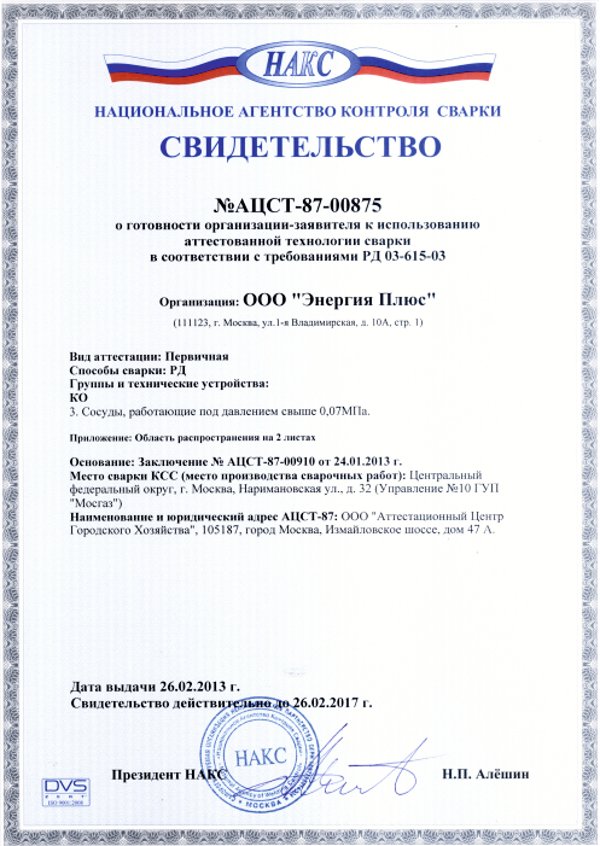 НАКС
НАЦИОНАЛЬНОЕ АГЕНТСТВО КОНТРОЛЯ СВАРКИ
СВИДЕТЕЛЬСТВО
№АЦСТ-87-00875
о готовности организации-заявителя к использованию
аттестованной технологии сварки
в соответствии с требованиями РД 03-615-03
Организация: ООО "Энергия Плюс"
(111123, г. Москва, ул.1-я Владимирская, д. 10А, стр. 1)
Вид аттестации: Первичная
Способы сварки: РД
Группы и технические устройства:
КО
3. Сосуды, работающие под давлением свыше 0,07МПа.
Приложение: Область распространения на 2 листах
Основание: Заключение № АЦСТ-87-00910 от 24.01.2013 г.
Место сварки КСС (место производства сварочных работ): Центральный
федеральный округ, г. Москва, Наримановская ул., д. 32 (Управление №10 ГУП
"Мосгаз")
Наименование и юридический адрес АЦСТ-87: ООО "Аттестационный Центр
Городского Хозяйства", 105187, город Москва, Измайловское шоссе, дом 47 А.
Дата выдачи 26.02.2013 г.
Свидетельство действительно до 26.02.2017 г.
НАКС
МОСКВА
Президент НАКС
Н.П. Алёшин
DVS
ZERT
ISO 9001:2008